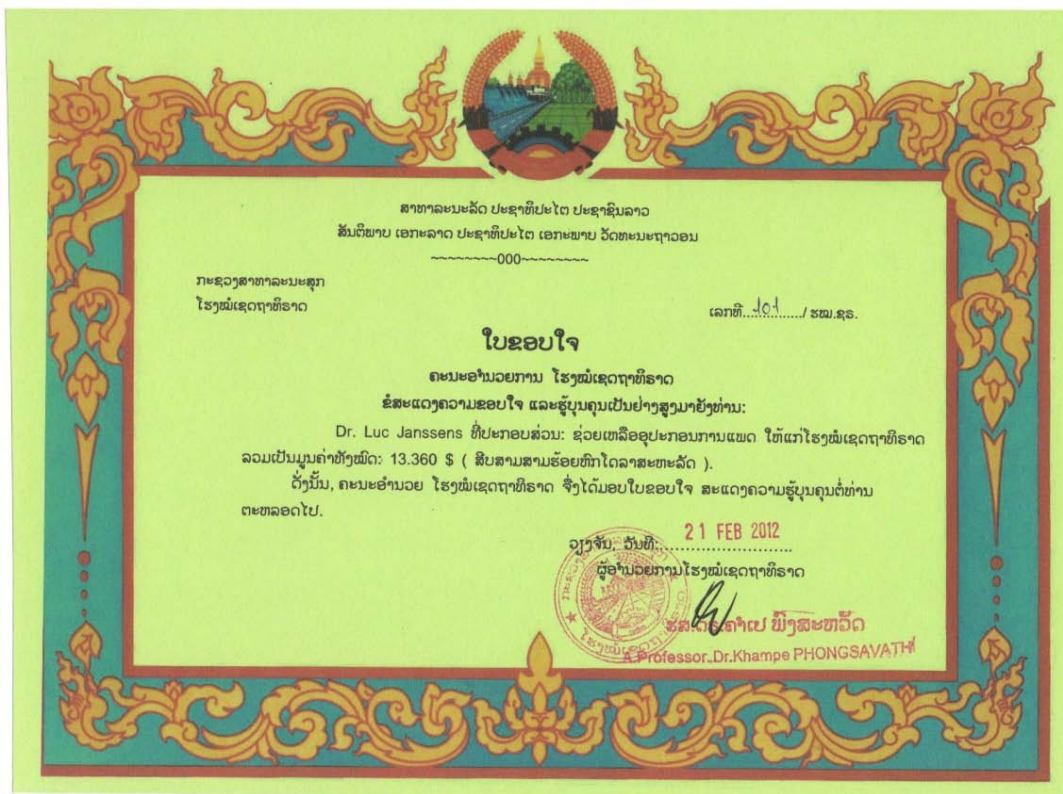 ສາທາລະນະລັດ ປະຊາທິປະໄຕ ປະຊາຊົນລາວ
ສັນຕິພາບ ເອກະລາດ ປະຊາທິປະໄຕ ເອກະພາບ ວັດທະນະຖາວອນ
~~~~~~~~000~~~~~~~~
ກະຊວງສາທາລະນະສຸກ
ໂຮງໝໍເຊດຖາທິຣາດ
ເລກທີ...101....../ ຮໝ.ຊຣ.
ໃບຂອບໃຈ
ຄະນະອຳນວຍການ ໂຮງໝໍເຊດຖາທິຣາດ
ຂໍສະແດງຄວາມຂອບໃຈ ແລະຮູ້ບຸນຄຸນເປັນຢ່າງສູງມາຍັງທ່ານ:
Dr. Luc Janssens ທີ່ປະກອບສ່ວນ: ຊ່ວຍເຫລືອອຸປະກອນການແພດ ໃຫ້ແກ່ໂຮງໝໍເຊດຖາທິຣາດ
ລວມເປັນມູນຄ່າທັງໝົດ: 13.360 $ ( ສິບສາມສາມຮ້ອຍຫົກໂດລາສະຫະລັດ ).
ດັ່ງນັ້ນ, ຄະນະອຳນວຍ ໂຮງໝໍເຊດຖາທິຣາດ ຈຶ່ງໄດ້ມອບໃບຂອບໃຈ ສະແດງຄວາມຮູ້ບຸນຄຸນຕໍ່ທ່ານ
ຕະຫລອດໄປ.
ວຽງຈັນ, ວັນທີ: 21 FEB 2012
ຜູ້ອຳນວຍການໂຮງໝໍເຊດຖາທິຣາດ
ຮສ.ດຣ.ຄຳເປ ພົງສະຫວັດ
A.Professor.Dr.Khampe PHONGSAVATH